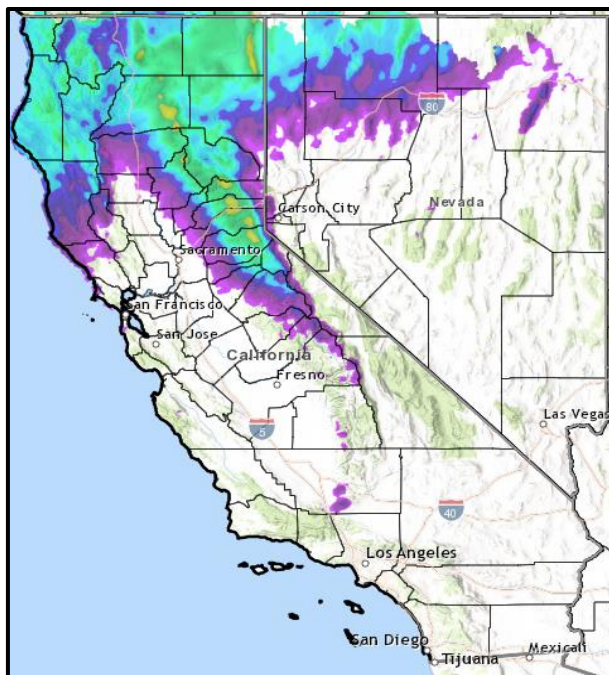 80
Nevada
Carson City
Sacramento
San Francisco
San Jose
California
Fresno
Las Vegas
5
40
Los Angeles
San Diego
Tijuana
Mexicali